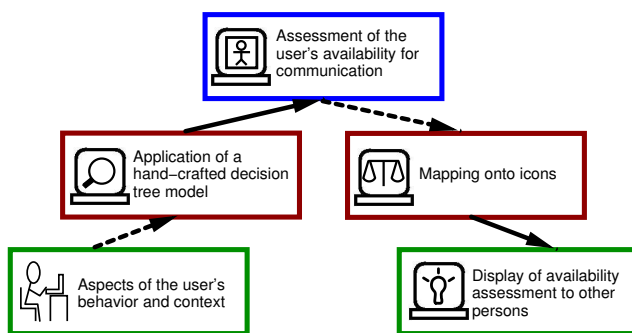 Assessment of the
user's availability for
communication
Application of a
hand−crafted decision
tree model
Mapping onto icons
Aspects of the user's
behavior and context
Display of availability
assessment to other
persons